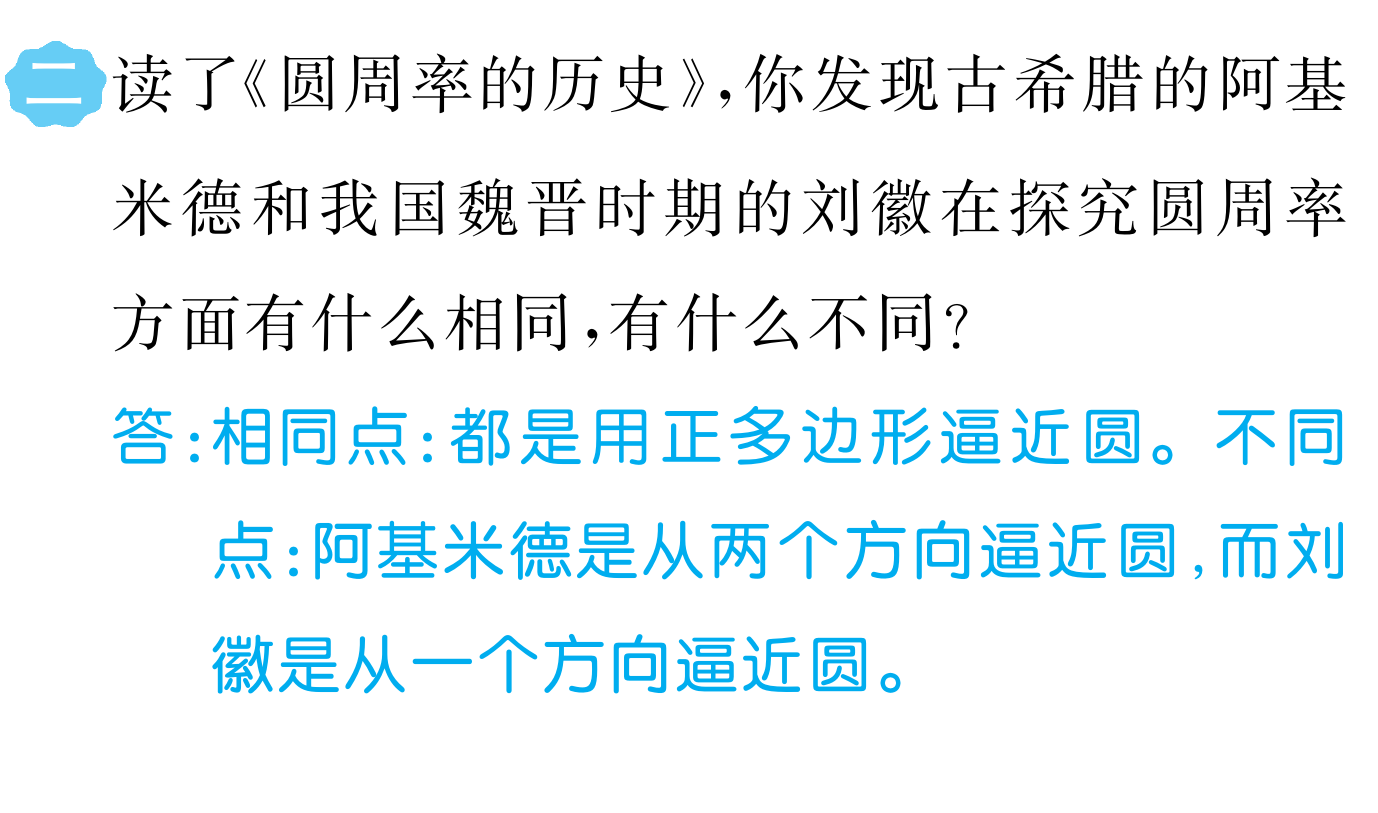 二 读了《圆周率的历史》，你发现古希腊的阿基
米德和我国魏晋时期的刘徽在探究圆周率
方面有什么相同，有什么不同？
答：相同点：都是用正多边形逼近圆。不同
点：阿基米德是从两个方向逼近圆，而刘
徽是从一个方向逼近圆。